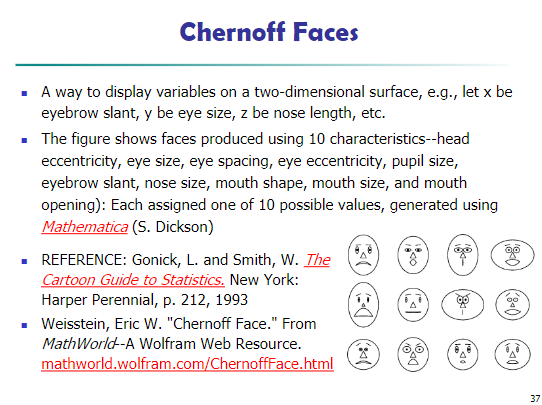 Chernoff Faces
A way to display variables on a two-dimensional surface, e.g., let x be
eyebrow slant, y be eye size, z be nose length, etc.
The figure shows faces produced using 10 characteristics--head
eccentricity, eye size, eye spacing, eye eccentricity, pupil size,
eyebrow slant, nose size, mouth shape, mouth size, and mouth
opening): Each assigned one of 10 possible values, generated using
Mathematica (S. Dickson)
REFERENCE: Gonick, L. and Smith, W. The
Cartoon Guide to Statistics. New York:
Harper Perennial, p. 212, 1993
Weisstein, Eric W. "Chernoff Face." From
MathWorld--A Wolfram Web Resource.
mathworld.wolfram.com/ChernoffFace.html
37